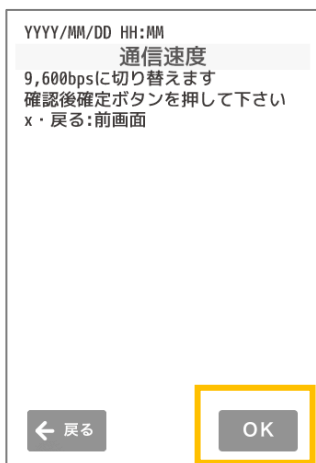 YYYY/MM/DD HH:MM
通信速度
9,600bpsに切り替えます
確認後確定ボタンを押して下さい
x・戻る:前画面
戻る
OK